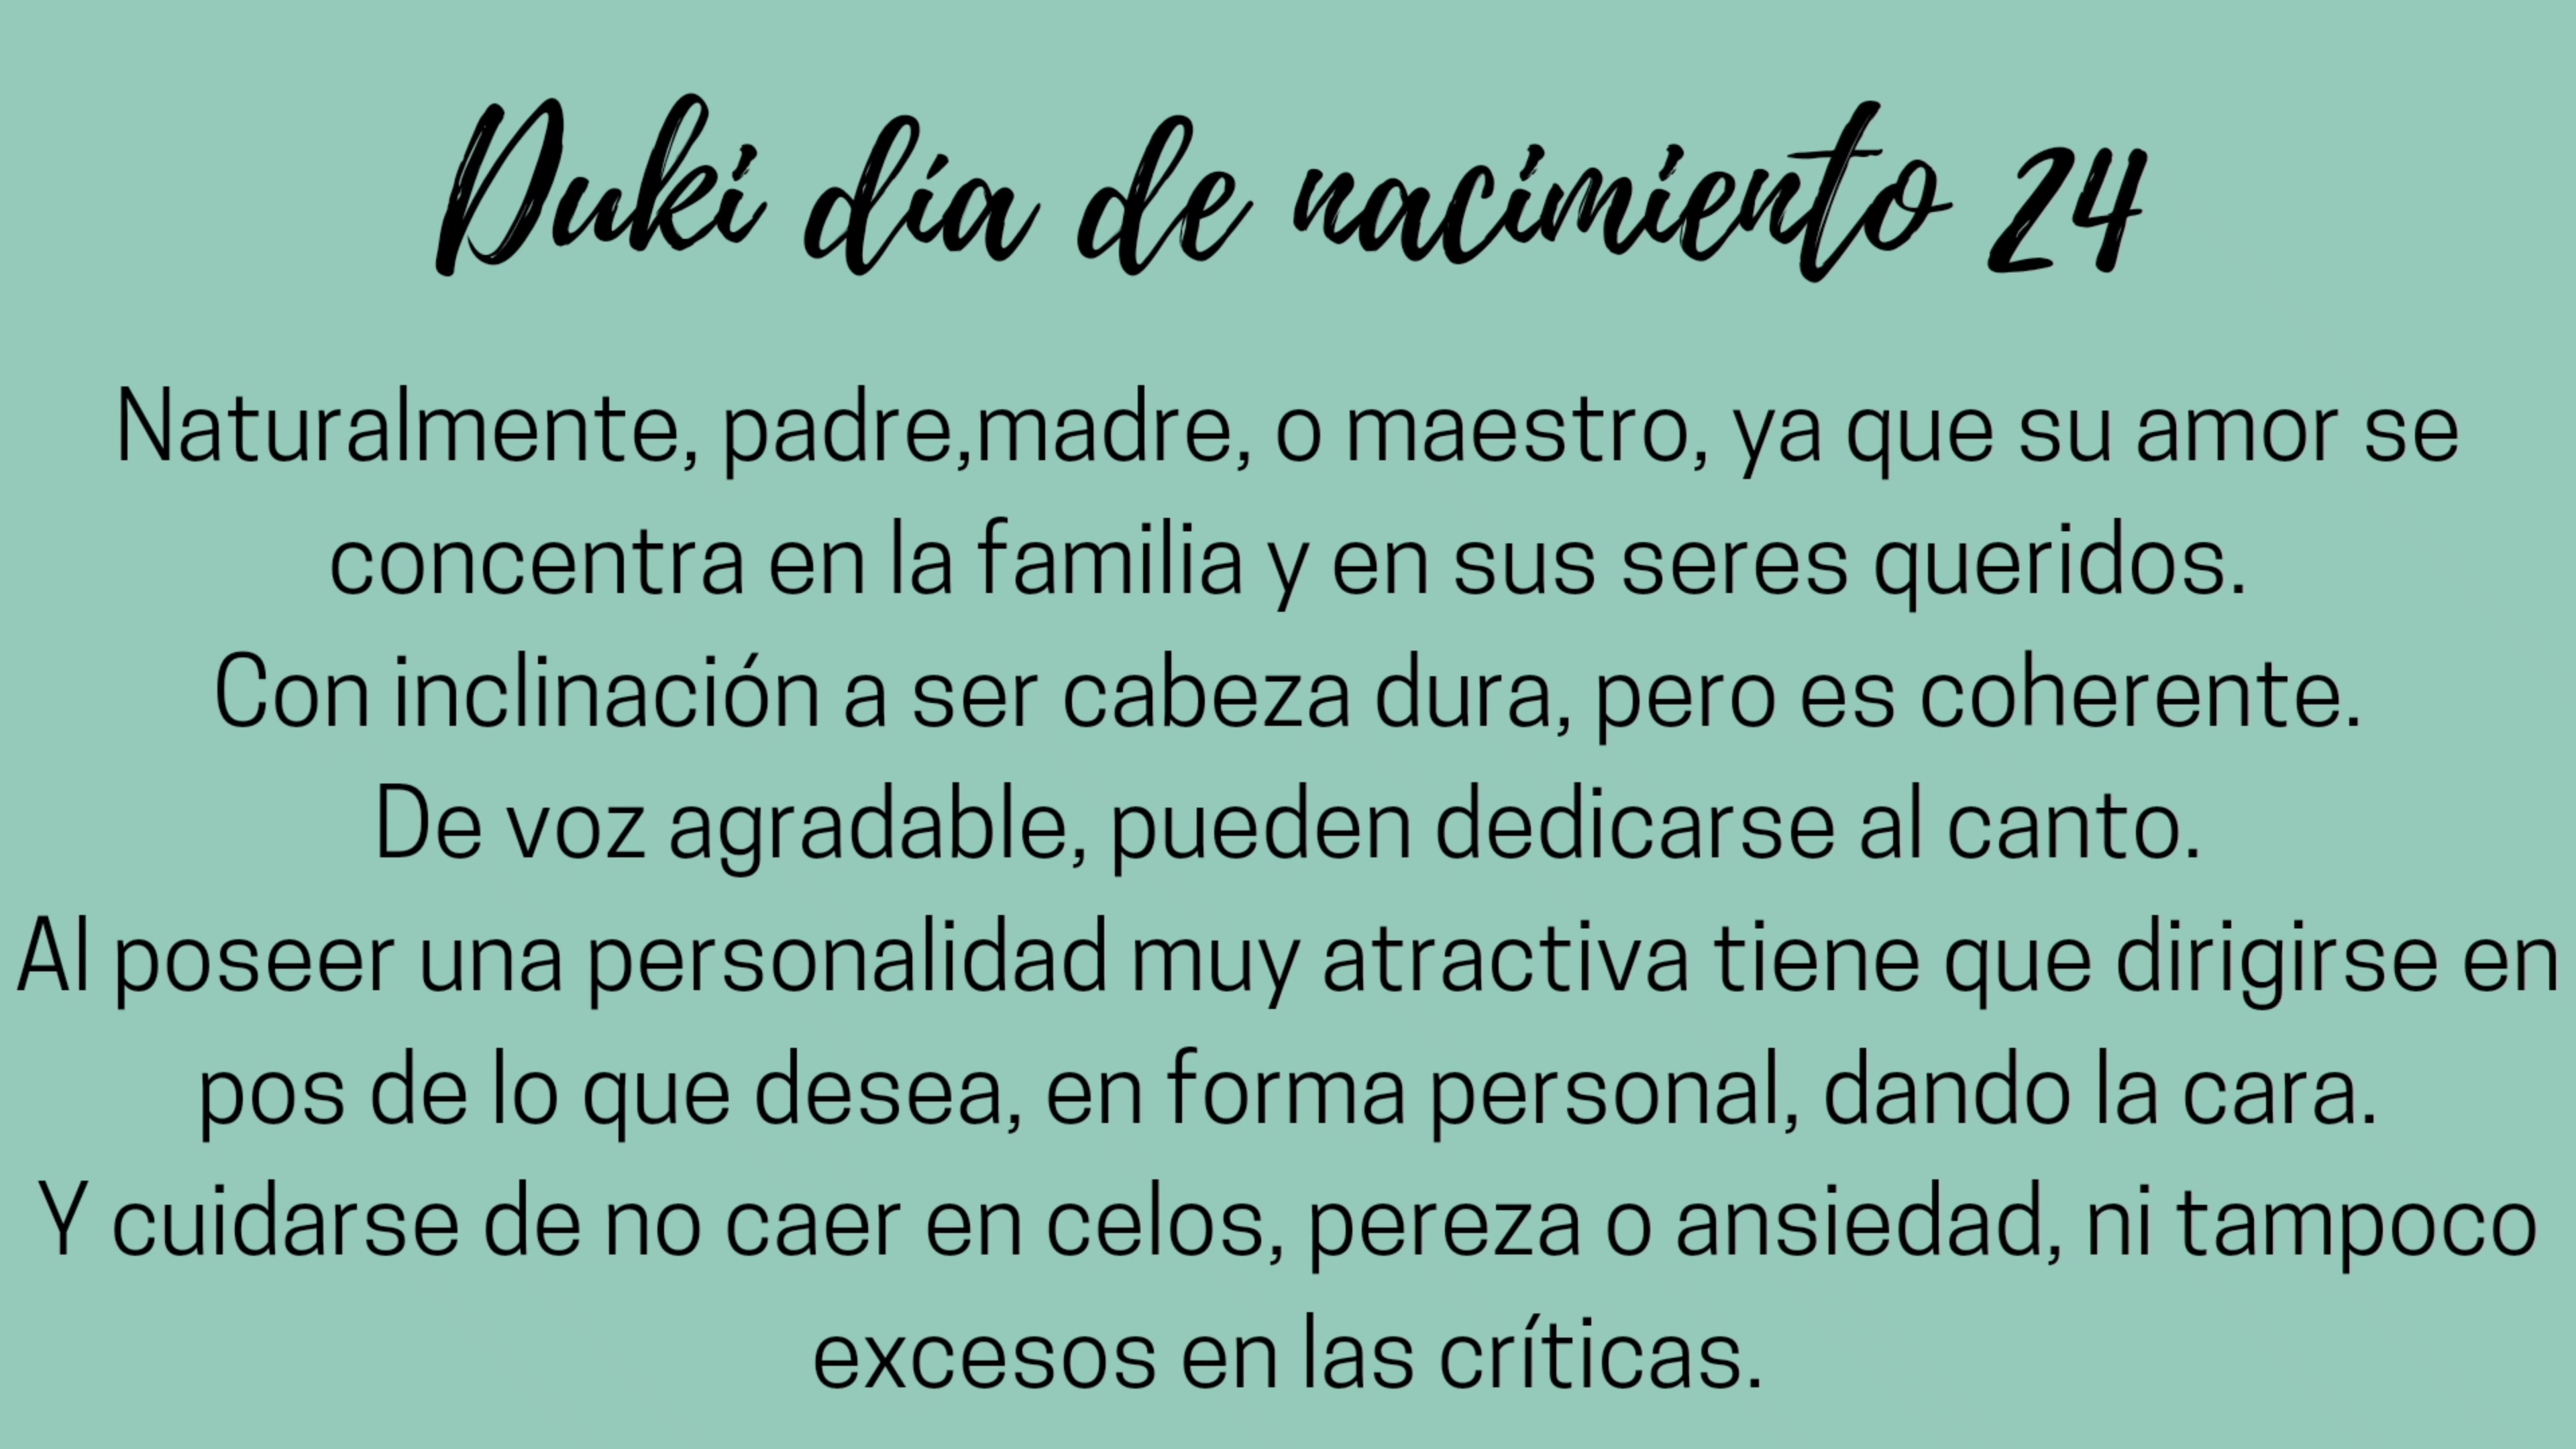 Duki día de nacimiento 24
Naturalmente, padre,madre, o maestro, ya que su amor se
concentra en la familia y en sus seres queridos.
Con inclinación a ser cabeza dura, pero es coherente.
De voz agradable, pueden dedicarse al canto.
Al poseer una personalidad muy atractiva tiene que dirigirse en
pos de lo que desea, en forma personal, dando la cara.
Y cuidarse de no caer en celos, pereza o ansiedad, ni tampoco
excesos en las críticas.